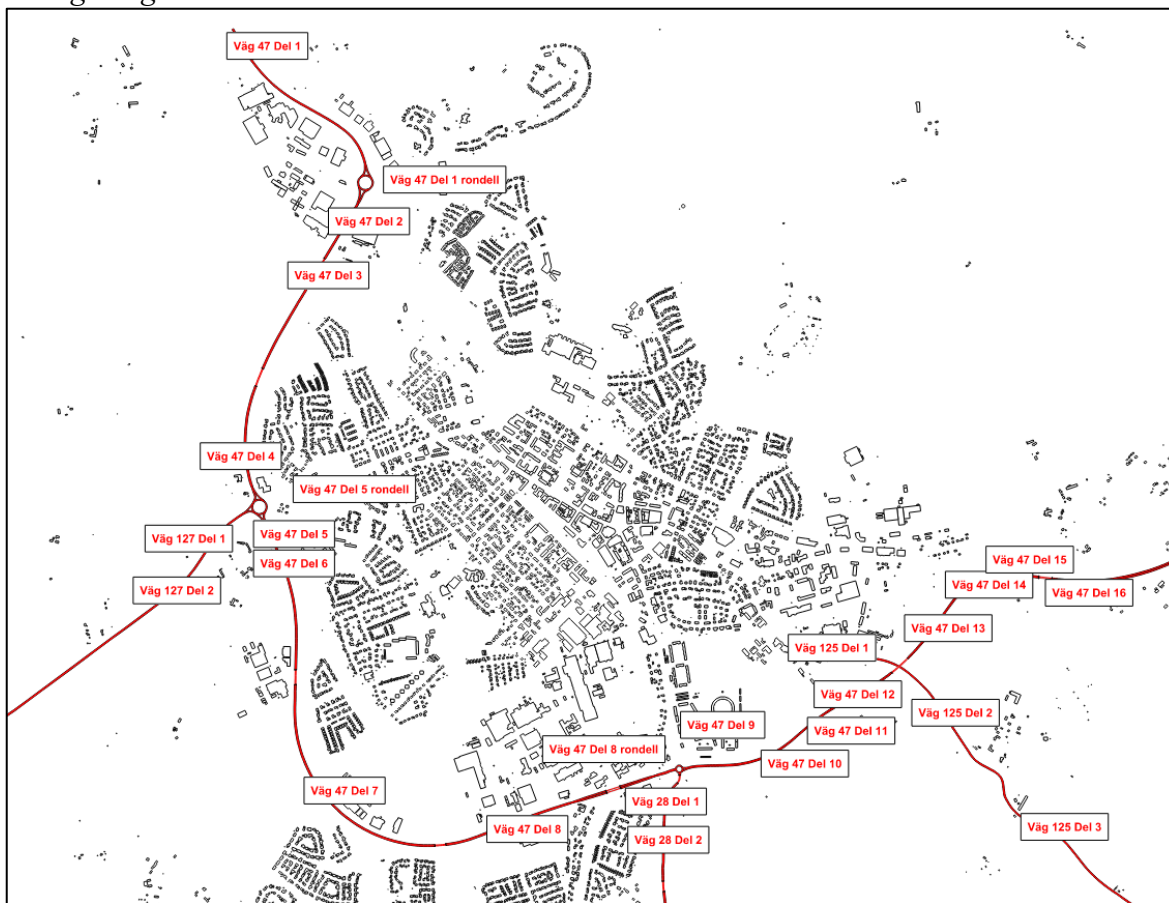 Väg 47 Del 1
Väg 47 Del 1 rondell
Väg 47 Del 2
Väg 47 Del 3
Väg 47 Del 4
Väg 47 Del 5 rondell
Väg 127 Del 1
Väg 47 Del 5
Väg 47 Del 6
Väg 127 Del 2
Väg 47 Del 15
Väg 47 Del 14
Väg 47 Del 16
Väg 47 Del 13
Väg 125 Del 1
Väg 47 Del 12
Väg 125 Del 2
Väg 47 Del 9
Väg 47 Del 11
Väg 47 Del 8 rondell
Väg 47 Del 10
Väg 47 Del 7
Väg 28 Del 1
Väg 47 Del 8
Väg 125 Del 3
Väg 28 Del 2